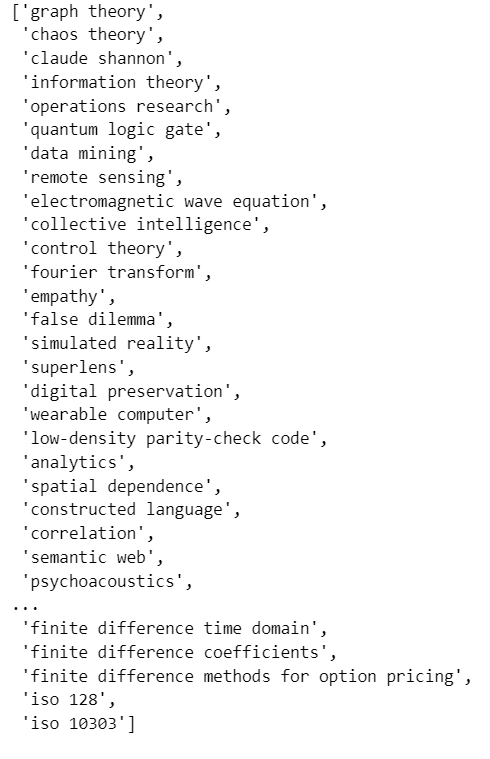 ['graph theory',
'chaos theory',
'claude shannon',
'information theory',
'operations research',
'quantum logic gate',
'data mining',
'remote sensing',
'electromagnetic wave equation',
'collective intelligence',
'control theory',
'fourier transform',
'empathy',
'false dilemma',
'simulated reality',
'superlens',
'digital preservation',
'wearable computer',
'low-density parity-check code',
'analytics',
'spatial dependence',
'constructed language',
'correlation',
'semantic web',
'psychoacoustics',
...
'finite difference time domain',
'finite difference coefficients',
'finite difference methods for option pricing',
'iso 128',
'iso 10303']